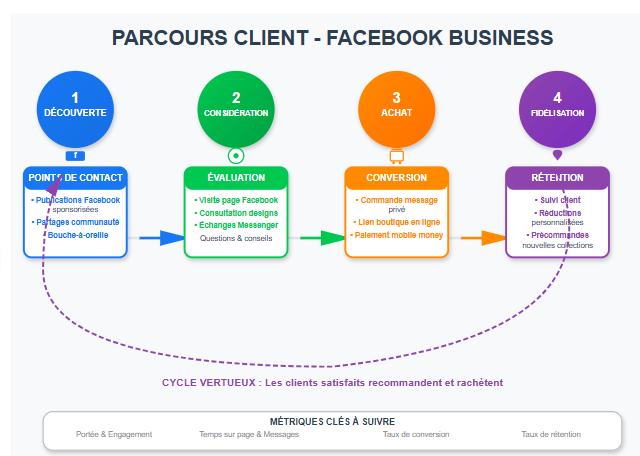 PARCOURS CLIENT - FACEBOOK BUSINESS
1
DÉCOUVERTE
2
CONSIDÉRATION
3
ACHAT
4
FIDÉLISATION
f
POINTS DE CONTACT
• Publications Facebook
sponsorisées
• Partages communauté
Bouche-à-oreille
ÉVALUATION
• Visite page Facebook
• Consultation designs
• Échanges Messenger
Questions & conseils
CONVERSION
• Commande message
privé
• Lien boutique en ligne
• Paiement mobile money
RÉTENTION
• Suivi client
• Réductions
personnalisées
• Précommandes
nouvelles collections
CYCLE VERTUEUX : Les clients satisfaits recommandent et rachètent
MÉTRIQUES CLÉS À SUIVRE
Portée & Engagement
Temps sur page & Messages
Taux de conversion
Taux de rétention